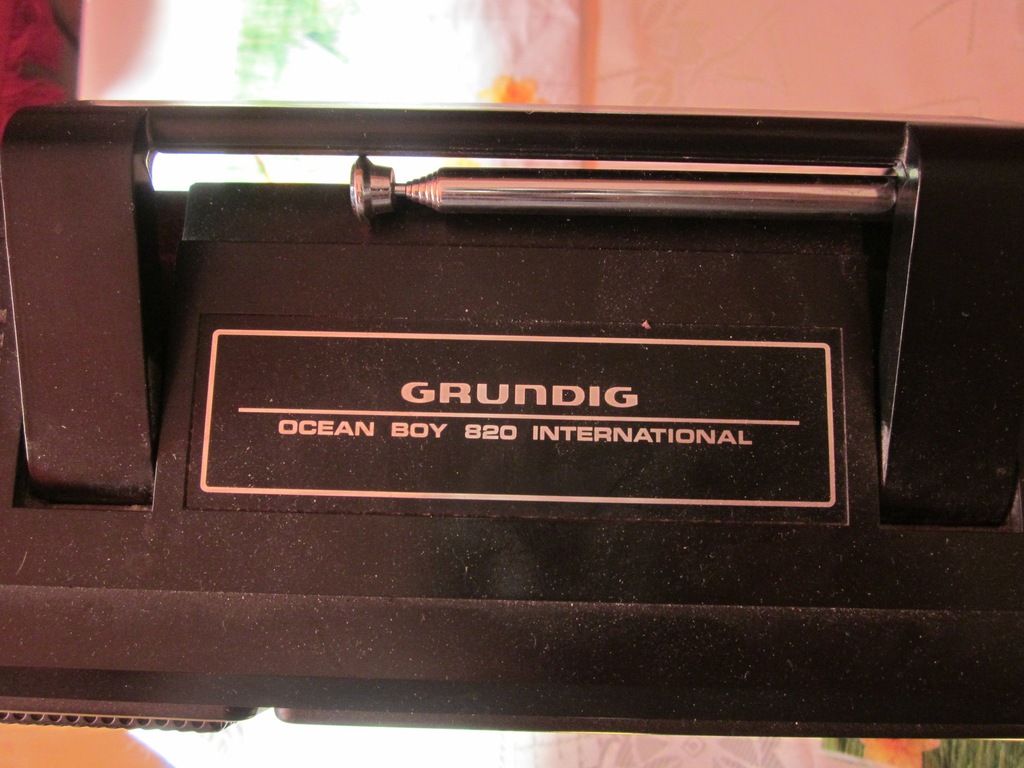 GRUNDIG
OCEAN BOY 820 INTERNATIONAL